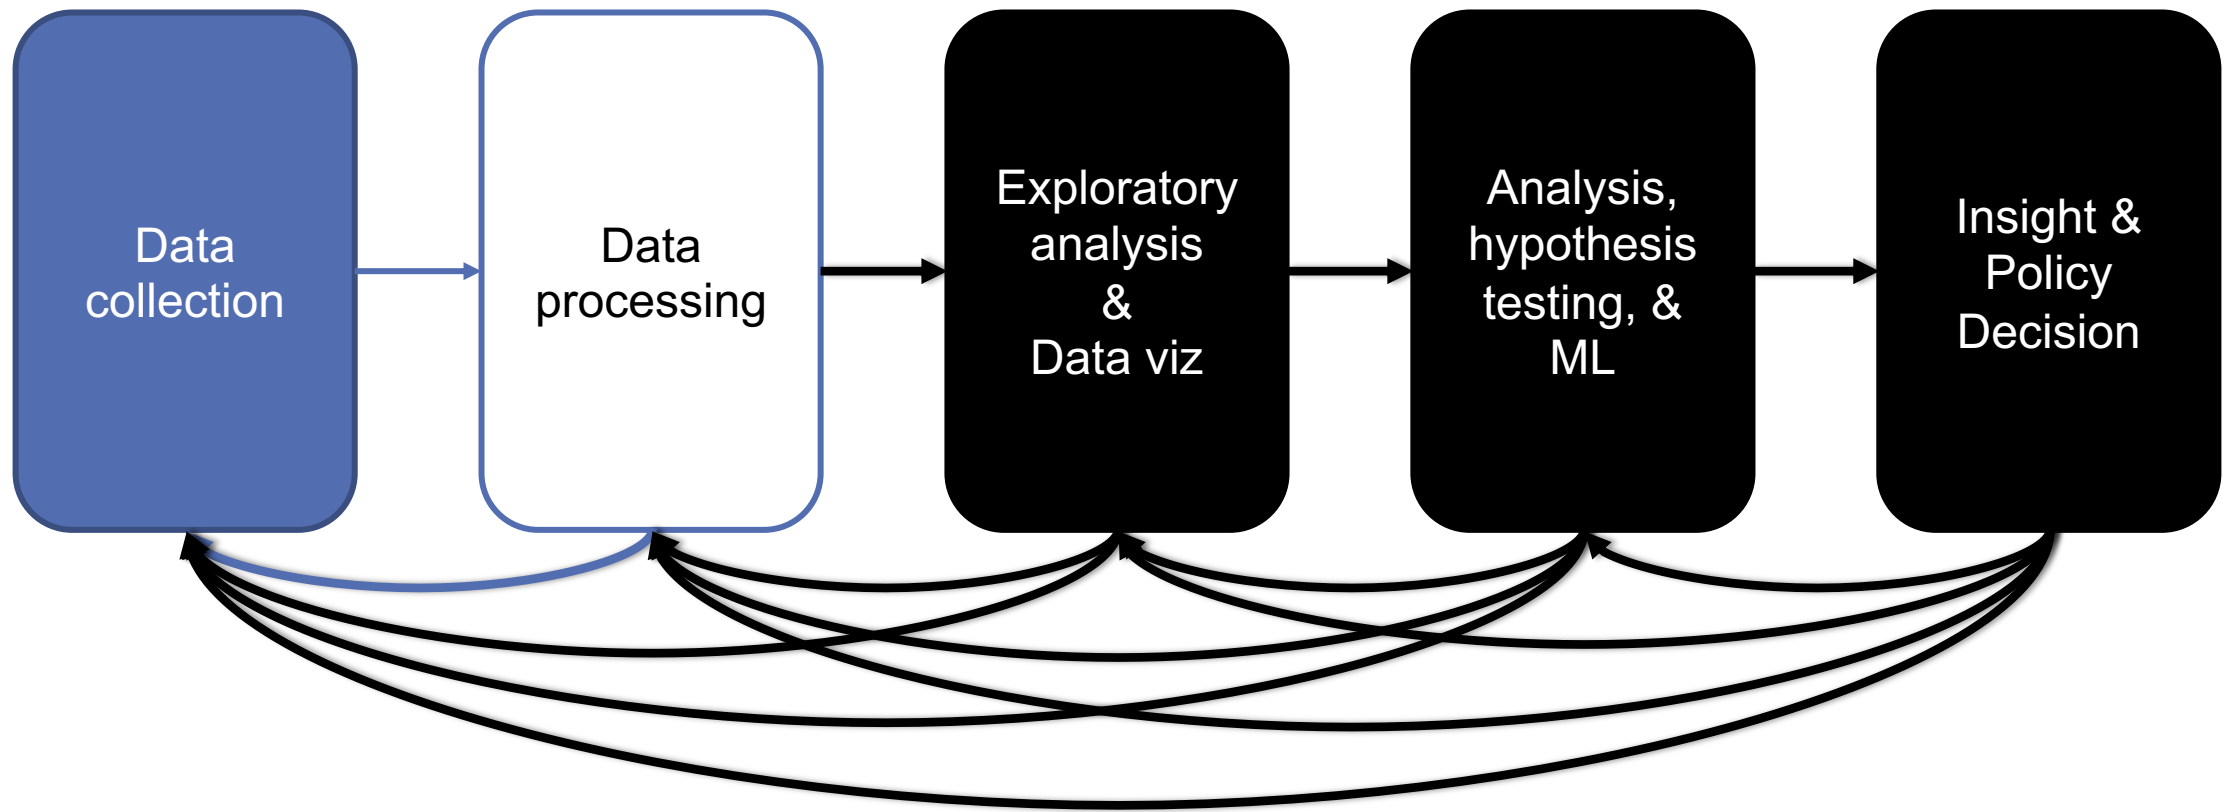 Data
collection
Data
processing
Exploratory
analysis
&
Data viz
Analysis,
hypothesis
testing, &
ML
Insight &
Policy
Decision